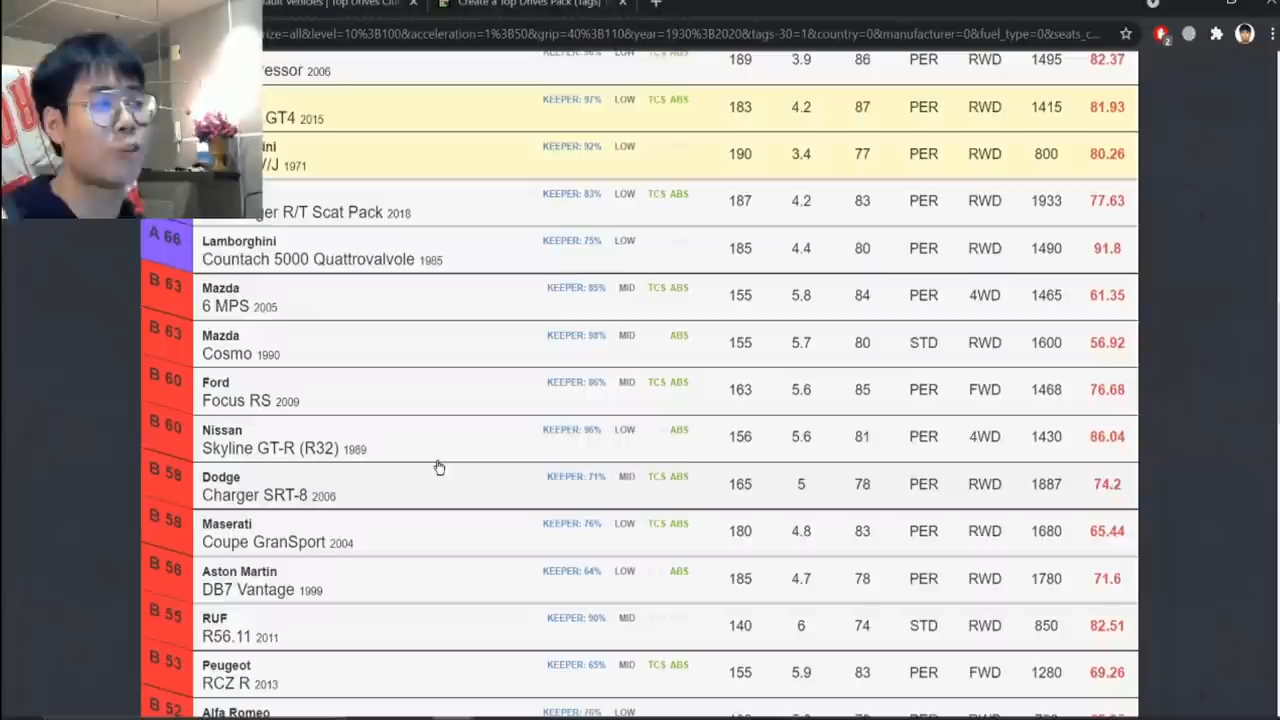 ault Vehicles | Top Drives Clu
Create a Top Drives Pack (Tags)
rize=all&level=10%3B100&acceleration=1%3B50&grip=40%3B110&year=1930%3B2020&tags-30=1&country=0&manufacturer=0&fuel_type=0&seats_c...
2
ressor 2006 189 3.9 86 PER RWD 1495 82.37
KEEPER: 97% LOW TCS ABS
GT4 2015 183 4.2 87 PER RWD 1415 81.93
ini KEEPER: 92% LOW
//J 1971 190 3.4 77 PER RWD 800 80.26
KEEPER: 83% LOW TCS ABS
ger R/T Scat Pack 2018 187 4.2 83 PER RWD 1933 77.63
A 66 Lamborghini KEEPER: 75% LOW
Countach 5000 Quattrovalvole 1985 185 4.4 80 PER RWD 1490 91.8
B 63 Mazda KEEPER: 85% MID TCS ABS
6 MPS 2005 155 5.8 84 PER 4WD 1465 61.35
B 63 Mazda KEEPER: 98% MID ABS
Cosmo 1990 155 5.7 80 STD RWD 1600 56.92
B 60 Ford KEEPER: 86% MID TCS ABS
Focus RS 2009 163 5.6 85 PER FWD 1468 76.68
B 60 Nissan KEEPER: 96% LOW ABS
Skyline GT-R (R32) 1989 156 5.6 81 PER 4WD 1430 86.04
B 58 Dodge KEEPER: 71% MID TCS ABS
Charger SRT-8 2006 165 5 78 PER RWD 1887 74.2
B 58 Maserati KEEPER: 76% LOW TCS ABS
Coupe GranSport 2004 180 4.8 83 PER RWD 1680 65.44
B 56 Aston Martin KEEPER: 64% LOW ABS
DB7 Vantage 1999 185 4.7 78 PER RWD 1780 71.6
B 55 RUF KEEPER: 90% MID
R56.11 2011 140 6 74 STD RWD 850 82.51
B 53 Peugeot KEEPER: 65% MID TCS ABS
RCZ R 2013 155 5.9 83 PER FWD 1280 69.26
B 52 Alfa Romeo KEEPER: 76% LOW